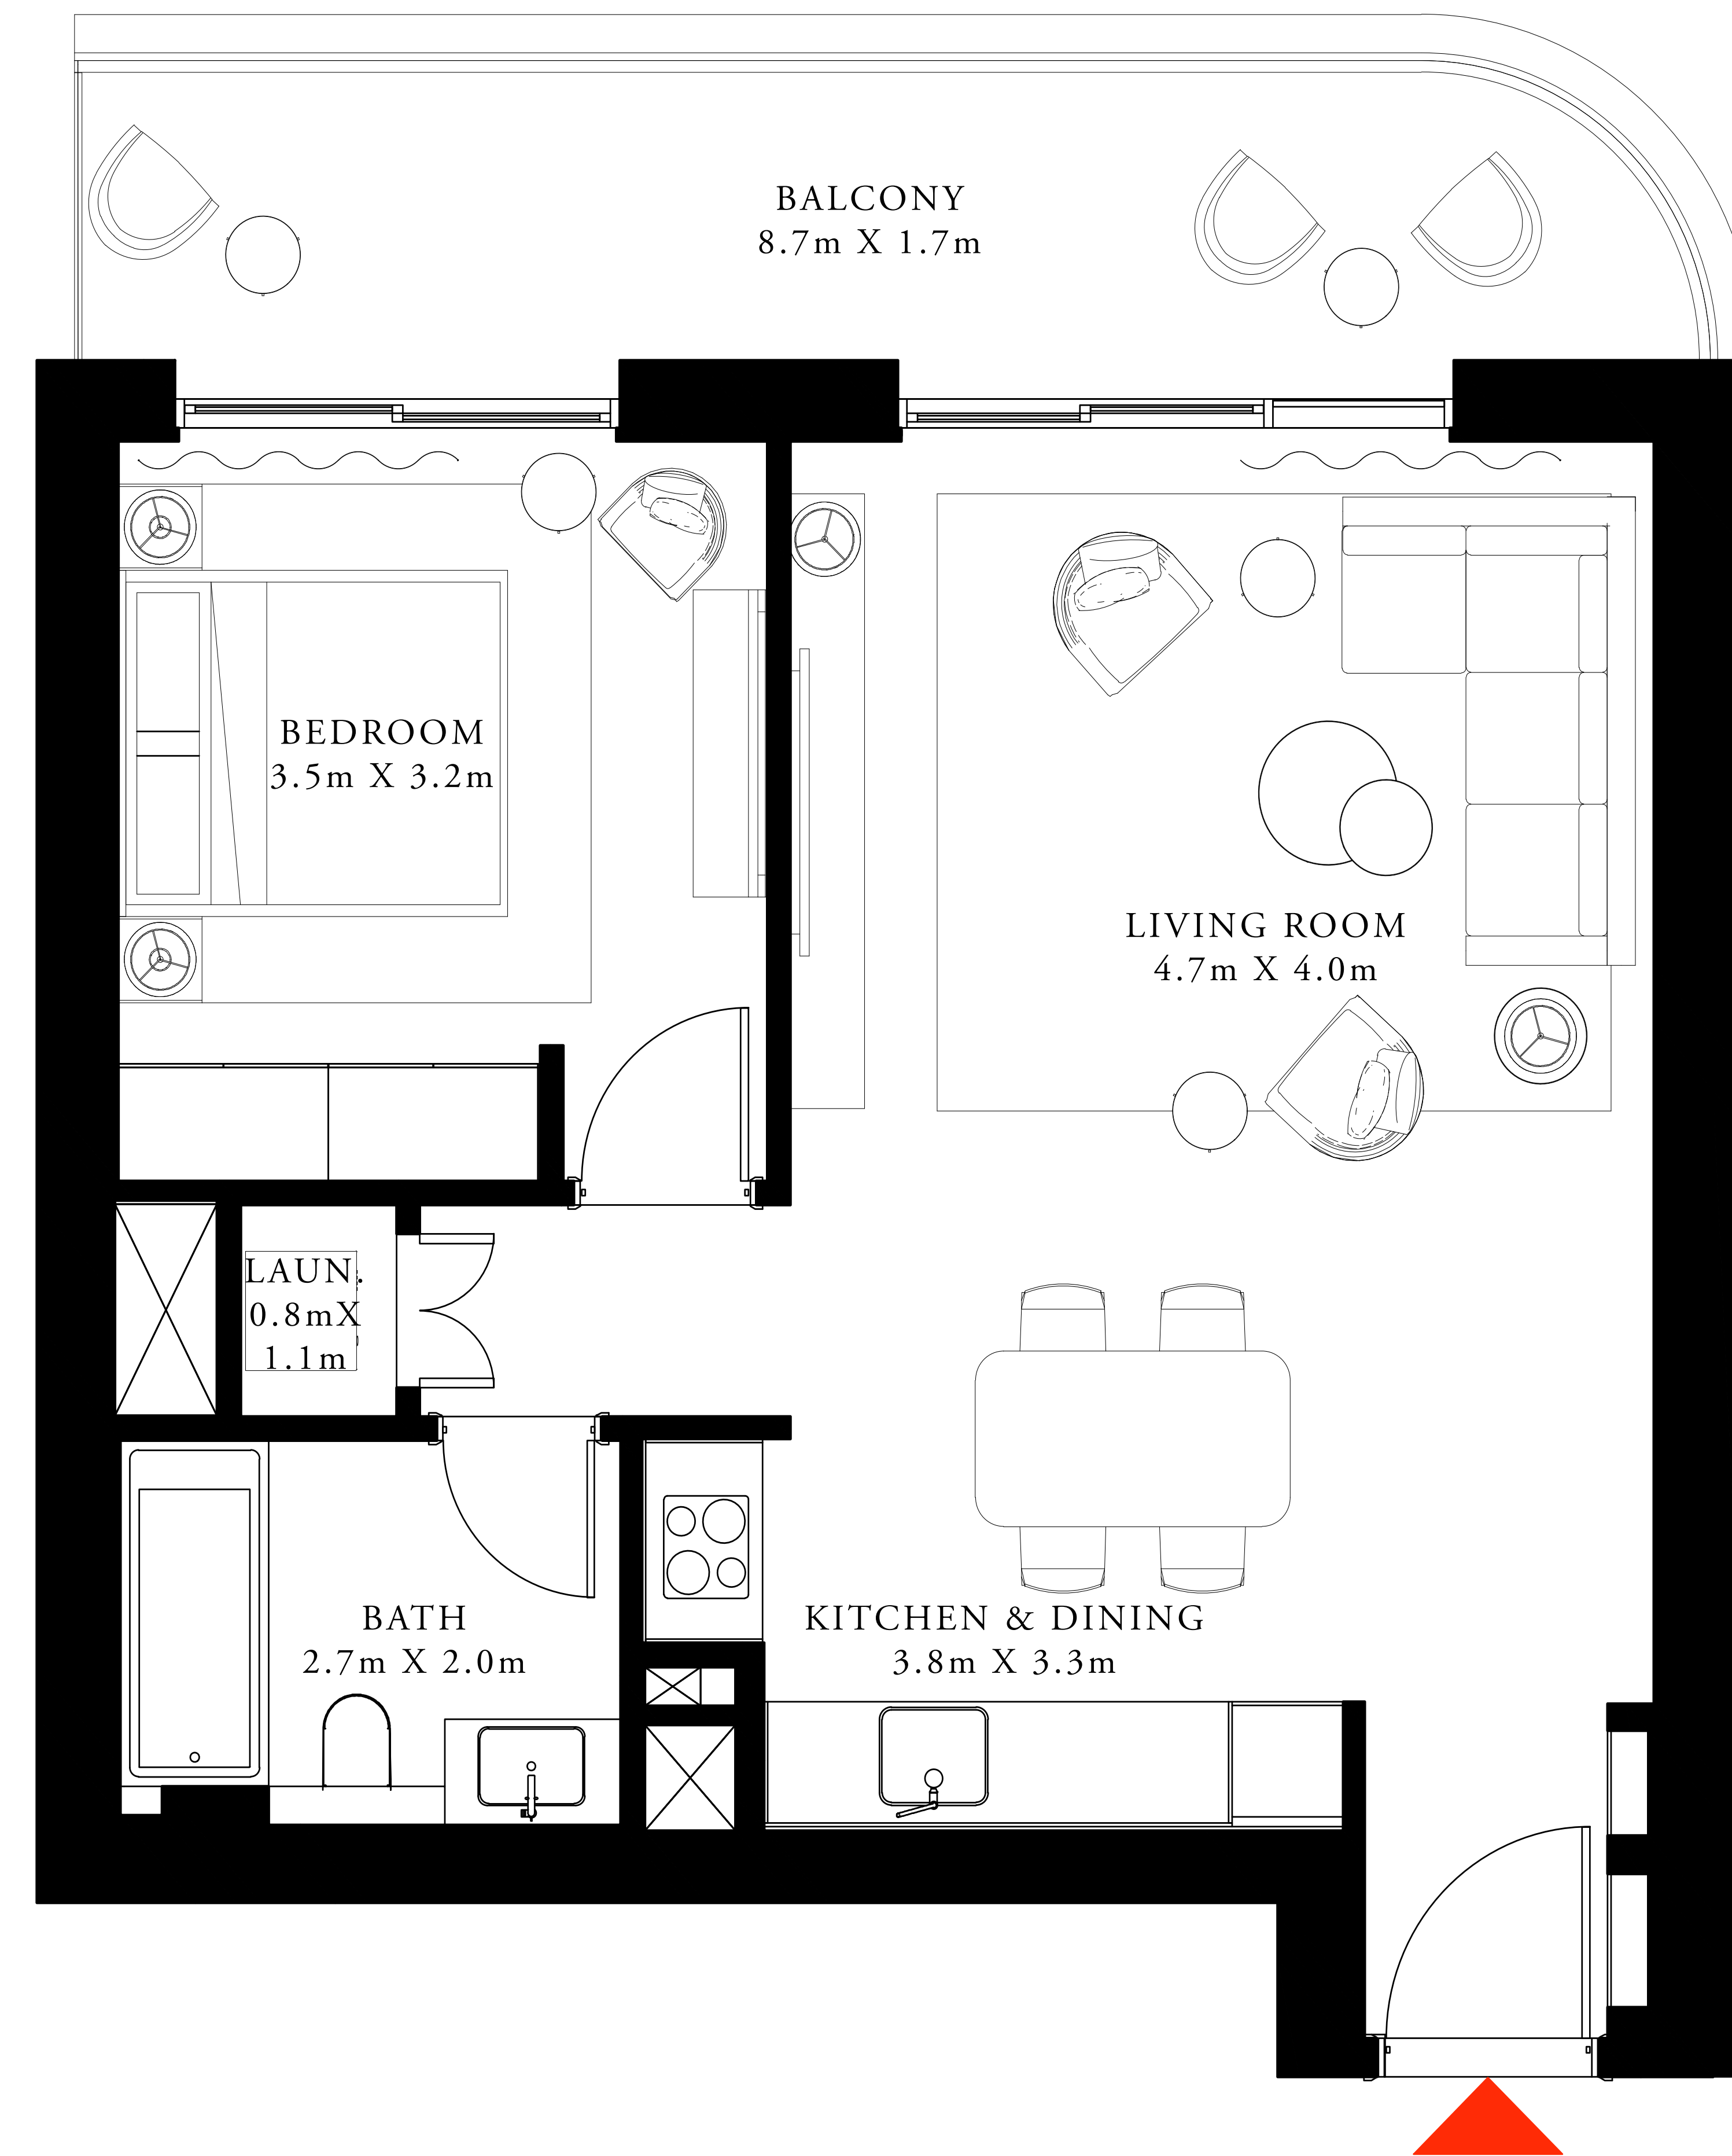 BALCONY
8.7m X 1.7m
BEDROOM
3.5m X 3.2m
LIVING ROOM
4.7m X 4.0m
LAUN.
0.8mX
1.1m
BATH
2.7m X 2.0m
KITCHEN & DINING
3.8m X 3.3m